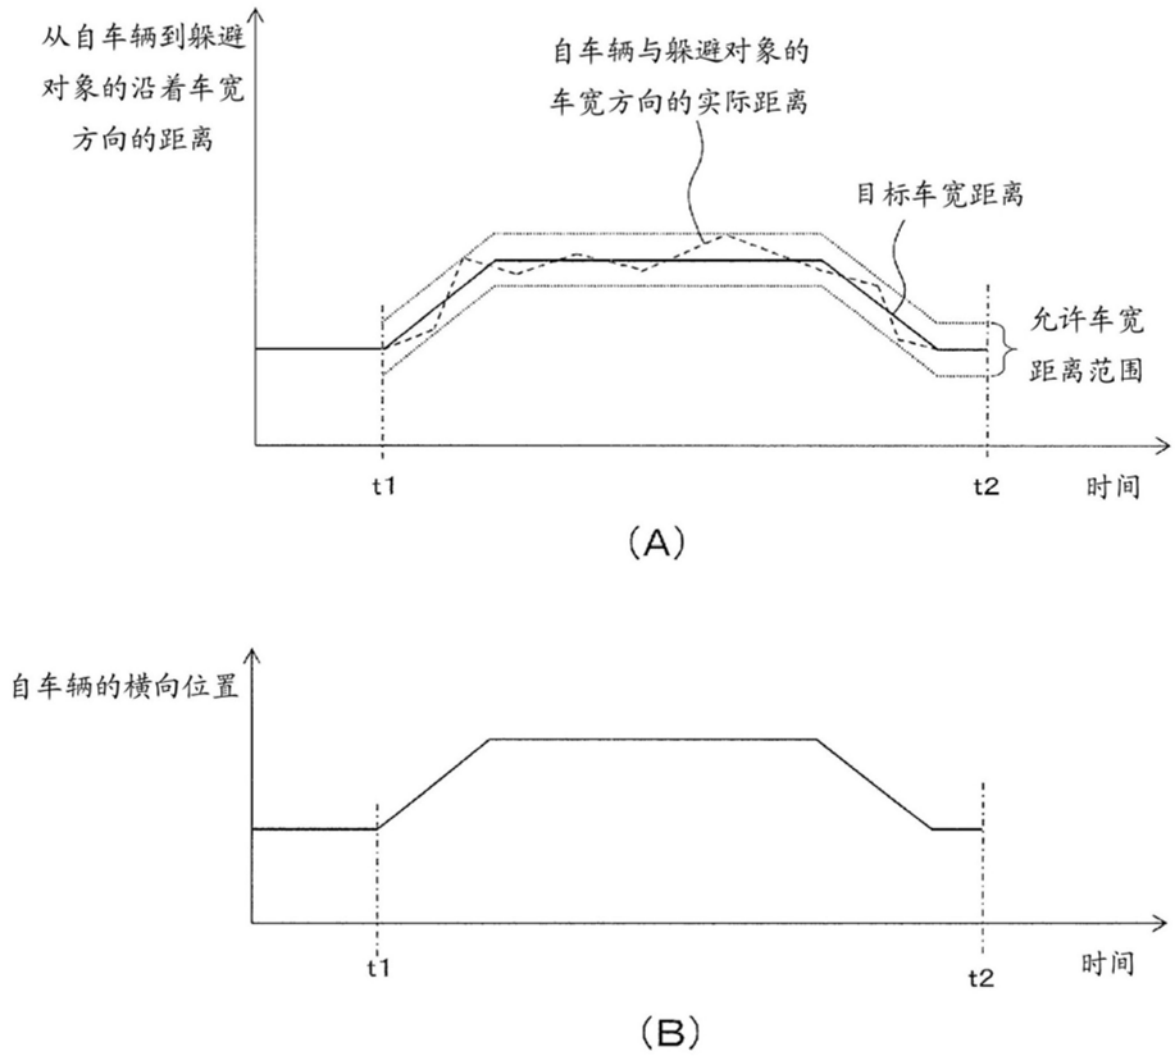 从自车辆到躲避
对象的沿着车宽
方向的距离
自车辆与躲避对象的
车宽方向的实际距离
目标车宽距离
允许车宽
距离范围
t1
t2
时间
(A)
自车辆的横向位置
t1
t2
时间
(B)